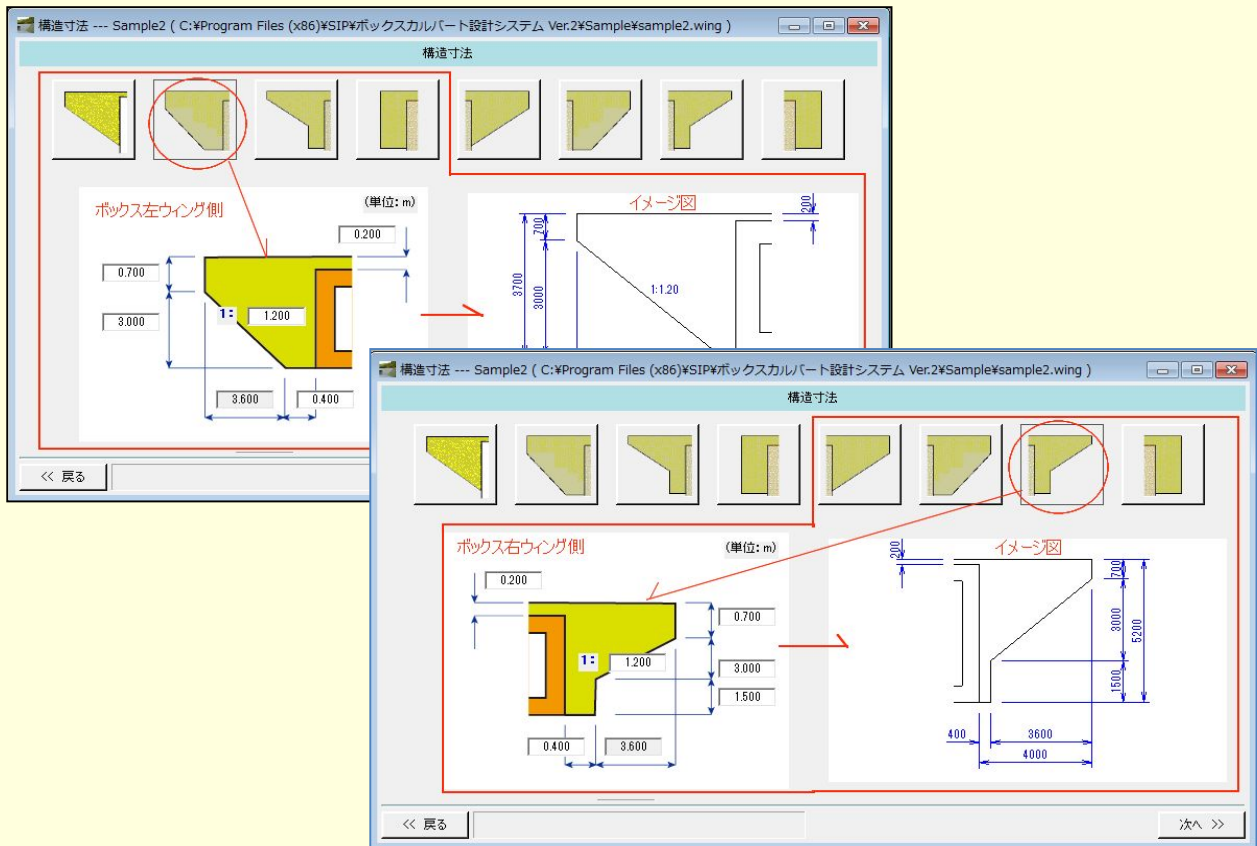 構造寸法 --- Sample2 ( C:¥Program Files (x86)¥SIP¥ボックスカルバート設計システム Ver.2¥Sample¥sample2.wing )
構造寸法
ボックス左ウィング側
(単位: m)
0.200
0.700
3.000
1: 1.200
3.600
0.400
イメージ図
200
700
3700
3000
1:1.20
<< 戻る
構造寸法 --- Sample2 ( C:¥Program Files (x86)¥SIP¥ボックスカルバート設計システム Ver.2¥Sample¥sample2.wing )
構造寸法
ボックス右ウィング側
(単位: m)
0.200
0.700
1: 1.200
3.000
1.500
0.400
3.600
イメージ図
200
700
3000
5200
1500
400
3600
4000
<< 戻る
次へ >>